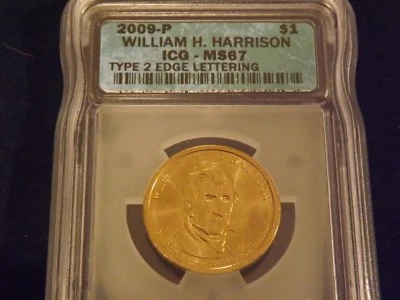 2009-P $1
WILLIAM H. HARRISON
ICG - MS67
TYPE 2 EDGE LETTERING